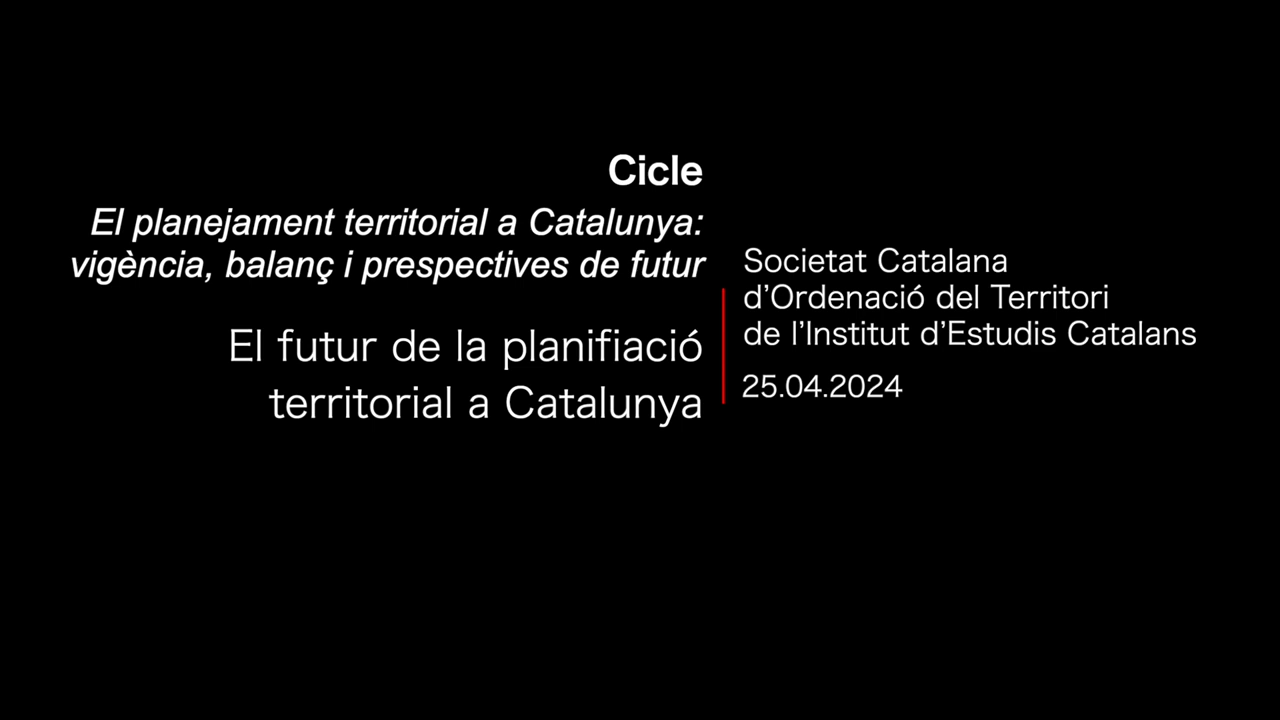 Cicle
El planejament territorial a Catalunya:
vigència, balanç i prespectives de futur
El futur de la planifiació
territorial a Catalunya
Societat Catalana
d’Ordenació del Territori
de l’Institut d’Estudis Catalans
25.04.2024